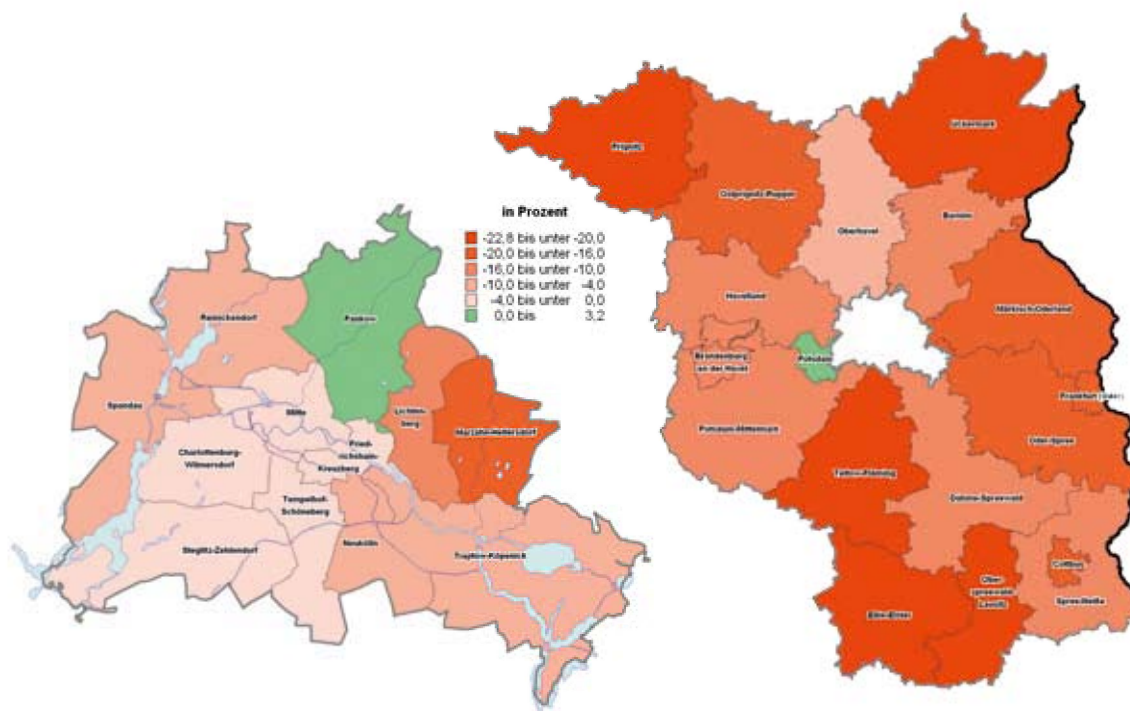 in Prozent
-22,8 bis unter -20,0
-20,0 bis unter -16,0
-16,0 bis unter -10,0
-10,0 bis unter -4,0
-4,0 bis unter 0,0
0,0 bis 3,2
Reinickendorf
Pankow
Spandau
Mitte
Lichten-
berg
Marzahn-Hellersdorf
Charlottenburg-
Wilmersdorf
Fried-
richshain-
Kreuzberg
Tempelhof-
Schöneberg
Steglitz-Zehlendorf
Neukölln
Treptow-Köpenick
Prignitz
Uckermark
Ostprignitz-Ruppin
Oberhavel
Barnim
Havelland
Märkisch-Oderland
Brandenburg
an der Havel
Potsdam
Frankfurt (Oder)
Potsdam-Mittelmark
Oder-Spree
Teltow-Fläming
Dahme-Spreewald
Cottbus
Ober
spreewald-
Lausitz
Spree-Neiße
Elbe-Elster